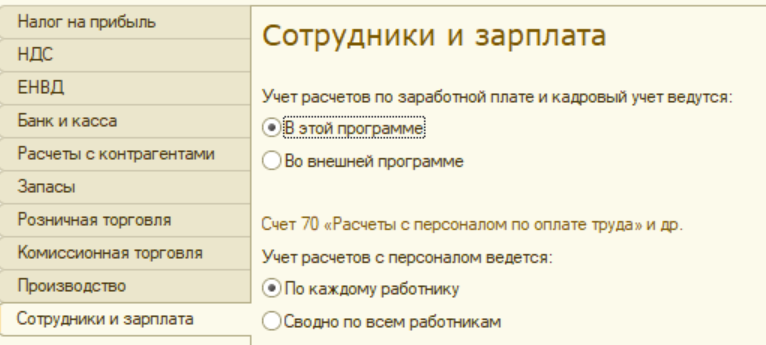 Налог на прибыль
НДС
ЕНВД
Банк и касса
Расчеты с контрагентами
Запасы
Розничная торговля
Комиссионная торговля
Производство
Сотрудники и зарплата
Сотрудники и зарплата
Учет расчетов по заработной плате и кадровый учет ведутся:
В этой программе
Во внешней программе
Счет 70 «Расчеты с персоналом по оплате труда» и др.
Учет расчетов с персоналом ведется:
По каждому работнику
Сводно по всем работникам